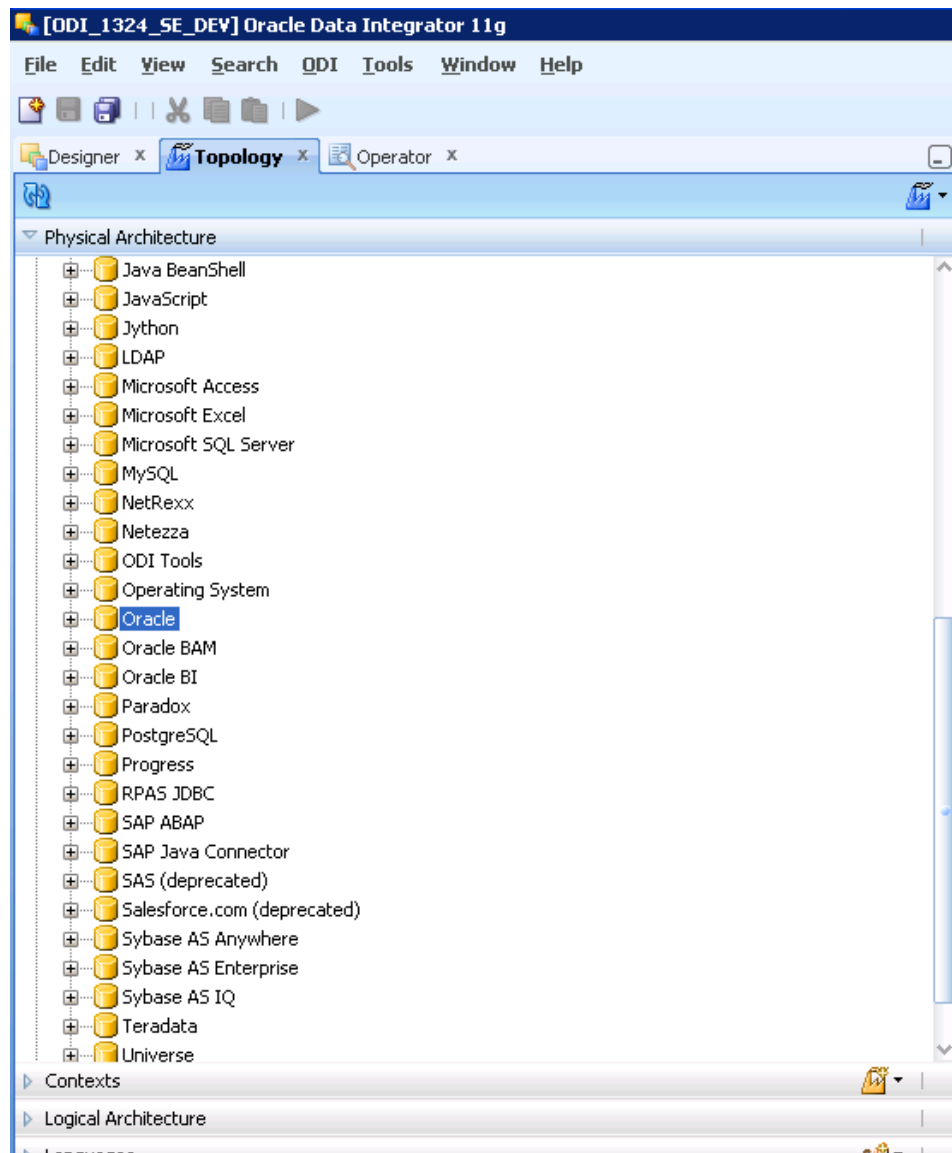 [ODI_1324_SE_DEV] Oracle Data Integrator 11g
File Edit View Search ODI Tools Window Help
Designer x Topology x Operator x
Physical Architecture
Java BeanShell
JavaScript
Jython
LDAP
Microsoft Access
Microsoft Excel
Microsoft SQL Server
MySQL
NetRexx
Netezza
ODI Tools
Operating System
Oracle
Oracle BAM
Oracle BI
Paradox
PostgreSQL
Progress
RPAS JDBC
SAP ABAP
SAP Java Connector
SAS (deprecated)
Salesforce.com (deprecated)
Sybase AS Anywhere
Sybase AS Enterprise
Sybase AS IQ
Teradata
Universe
Contexts
Logical Architecture